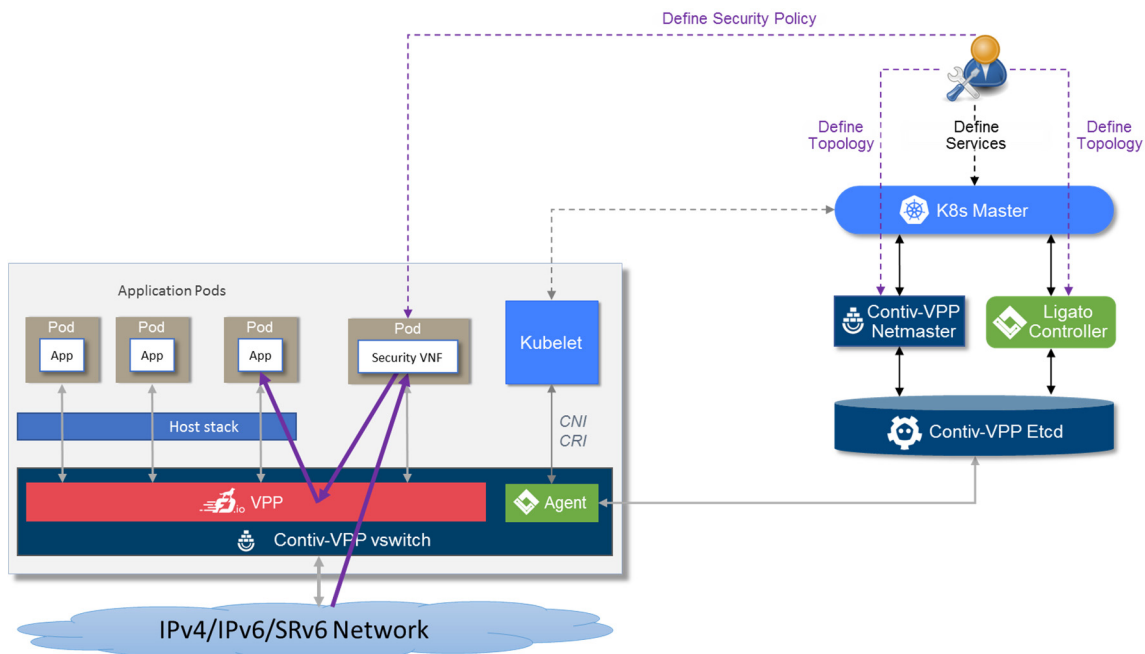 Define Security Policy
Define
Topology
Define
Services
Define
Topology
K8s Master
Application Pods
Pod
App
Pod
App
Pod
App
Pod
Security VNF
Kubelet
Contiv-VPP
Netmaster
Ligato
Controller
CNI
CRI
Host stack
Contiv-VPP Etcd
.io VPP
Agent
Contiv-VPP vswitch
IPv4/IPv6/SRv6 Network